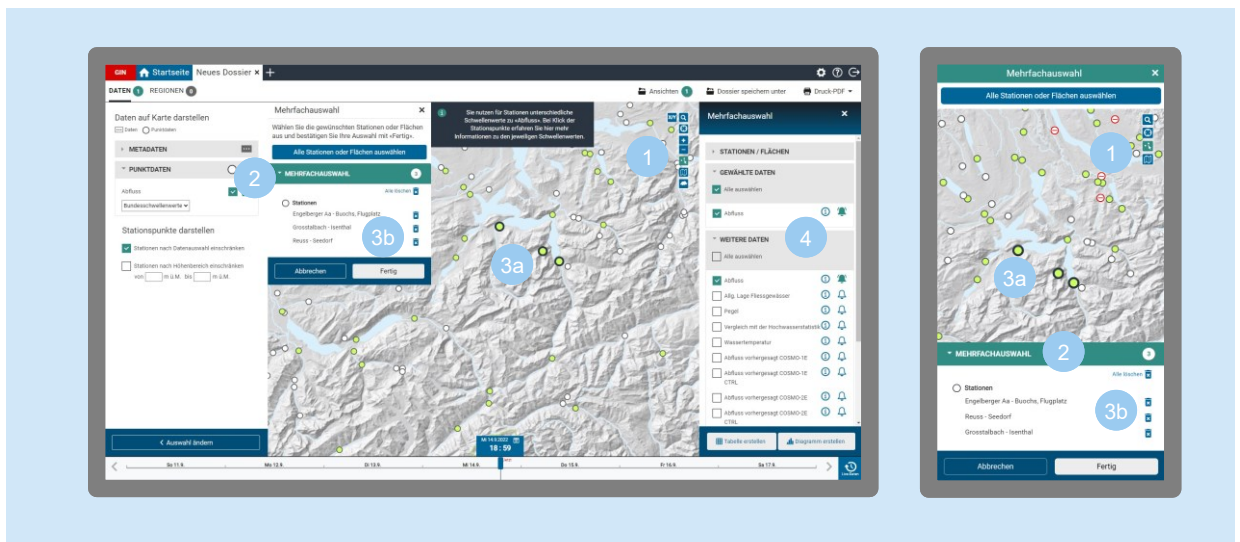 GIN Startseite Neues Dossier × +
DATEN 1 REGIONEN 0
Ansichten 1 Dossier speichern unter Druck-PDF
Daten auf Karte darstellen
Daten Punktdaten
METADATEN
PUNKTDATEN
2
Abfluss
Bundesschwellenwerte
Stationspunkte darstellen
Stationen nach Datenauswahl einschränken
Stationen nach Höhenbereich einschränken
von m ü.M. bis m ü.M.
Auswahl ändern
Mehrfachauswahl ×
Wählen Sie die gewünschten Stationen oder Flächen
aus und bestätigen Sie Ihre Auswahl mit «Fertig».
Alle Stationen oder Flächen auswählen
MEHRFACHAUSWAHL 3
Alle löschen
Stationen
Engelberger Aa - Buochs, Flugplatz
Grosstalbach - Isenthal
Reuss - Seedorf
3b
Abbrechen Fertig
Sie nutzen für Stationen unterschiedliche
Schwellenwerte zu «Abfluss». Bei Klick der
Stationspunkte erfahren Sie hier mehr
Informationen zu den jeweiligen Schwellenwerten.
1
3a
Mehrfachauswahl ×
STATIONEN / FLÄCHEN
GEWÄHLTE DATEN
Alle auswählen
Abfluss
4
WEITERE DATEN
Alle auswählen
Abfluss
Allg. Lage Fliessgewässer
Pegel
Vergleich mit der Hochwasserstatistik
Wassertemperatur
Abfluss vorhergesagt COSMO-1E
Abfluss vorhergesagt COSMO-1E
CTRL
Abfluss vorhergesagt COSMO-2E
Abfluss vorhergesagt COSMO-2E
CTRL
Tabelle erstellen Diagramm erstellen
Mi 14.9.2022
18 : 59
So 11.9. Mo 12.9. Di 13.9. Mi 14.9. Do 15.9. Fr 16.9. Sa 17.9.
Mehrfachauswahl ×
Alle Stationen oder Flächen auswählen
1
3a
MEHRFACHAUSWAHL 2 3
Alle löschen
Stationen
Engelberger Aa - Buochs, Flugplatz
Reuss - Seedorf
Grosstalbach - Isenthal
3b
Abbrechen Fertig